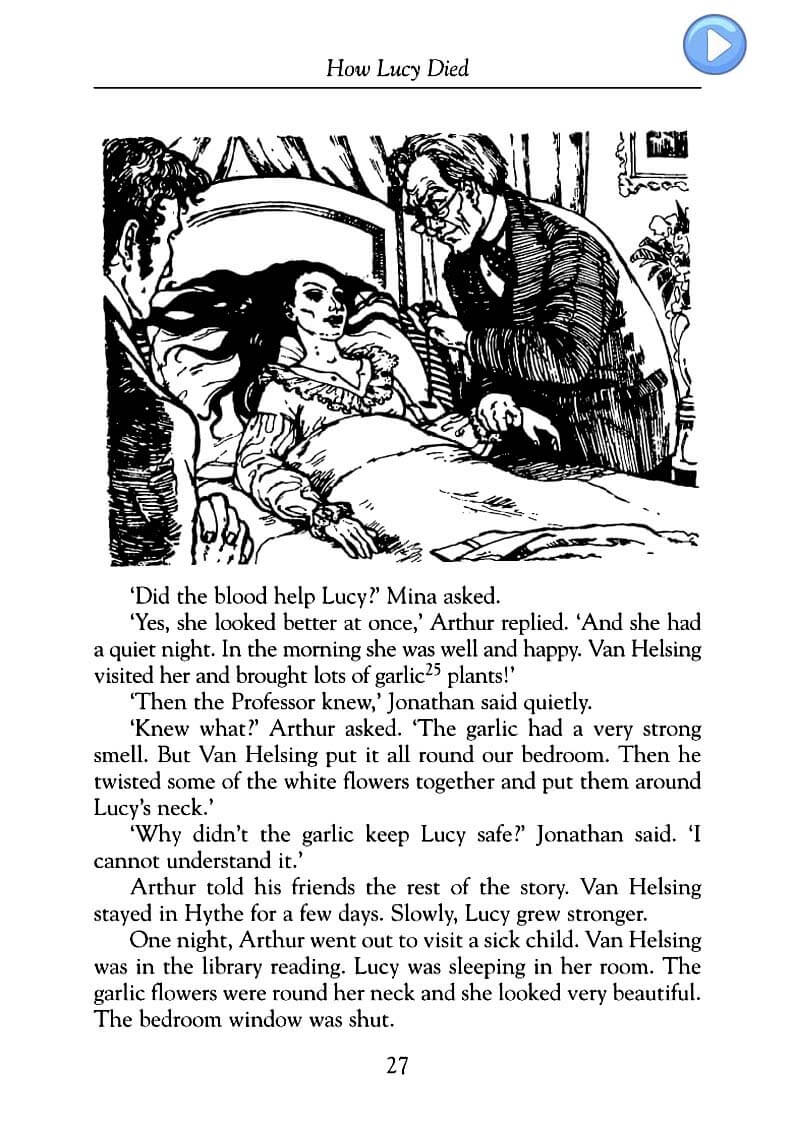 How Lucy Died
‘Did the blood help Lucy?’ Mina asked.
‘Yes, she looked better at once,’ Arthur replied. ‘And she had
a quiet night. In the morning she was well and happy. Van Helsing
visited her and brought lots of garlic25 plants!’
‘Then the Professor knew,’ Jonathan said quietly.
‘Knew what?’ Arthur asked. ‘The garlic had a very strong
smell. But Van Helsing put it all round our bedroom. Then he
twisted some of the white flowers together and put them around
Lucy’s neck.’
‘Why didn’t the garlic keep Lucy safe?’ Jonathan said. ‘I
cannot understand it.’
Arthur told his friends the rest of the story. Van Helsing
stayed in Hythe for a few days. Slowly, Lucy grew stronger.
One night, Arthur went out to visit a sick child. Van Helsing
was in the library reading. Lucy was sleeping in her room. The
garlic flowers were round her neck and she looked very beautiful.
The bedroom window was shut.
27